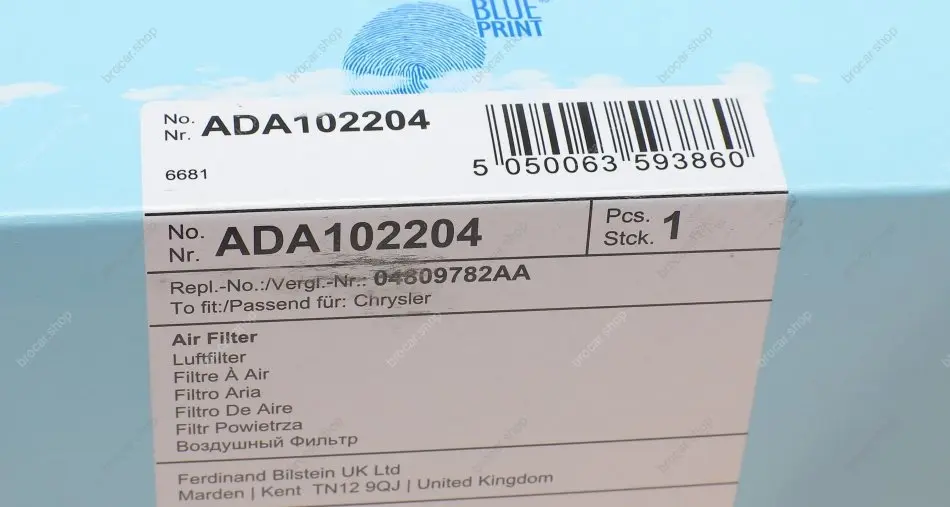 BLUE
PRINT
No.
Nr. ADA102204
6681
5 050063 593860
No.
Nr. ADA102204
Pcs.
Stck. 1
Repl.-No.:/Vergl.-Nr.: 04809782AA
To fit:/Passend für: Chrysler
Air Filter
Luftfilter
Filtre À Air
Filtro Aria
Filtro De Aire
Filtr Powietrza
Воздушный Фильтр
Ferdinand Bilstein UK Ltd
Marden | Kent TN12 9QJ | United Kingdom
brocar.shop